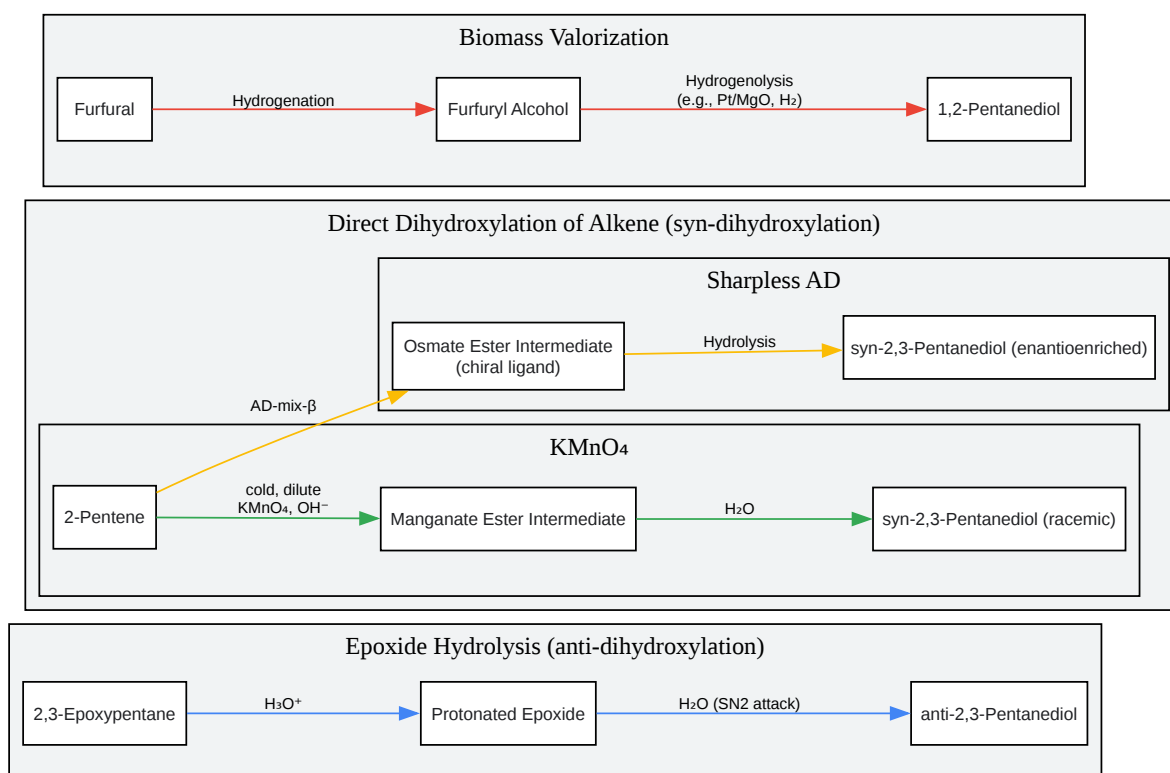 Biomass Valorization
Furfural
Hydrogenation
Furfuryl Alcohol
Hydrogenolysis
(e.g., Pt/MgO, H₂)
1,2-Pentanediol
Direct Dihydroxylation of Alkene (syn-dihydroxylation)
Sharpless AD
Osmate Ester Intermediate
(chiral ligand)
Hydrolysis
syn-2,3-Pentanediol (enantioenriched)
AD-mix-β
KMnO₄
2-Pentene
cold, dilute
KMnO₄, OH⁻
Manganate Ester Intermediate
H₂O
syn-2,3-Pentanediol (racemic)
Epoxide Hydrolysis (anti-dihydroxylation)
2,3-Epoxypentane
H₃O⁺
Protonated Epoxide
H₂O (SN2 attack)
anti-2,3-Pentanediol